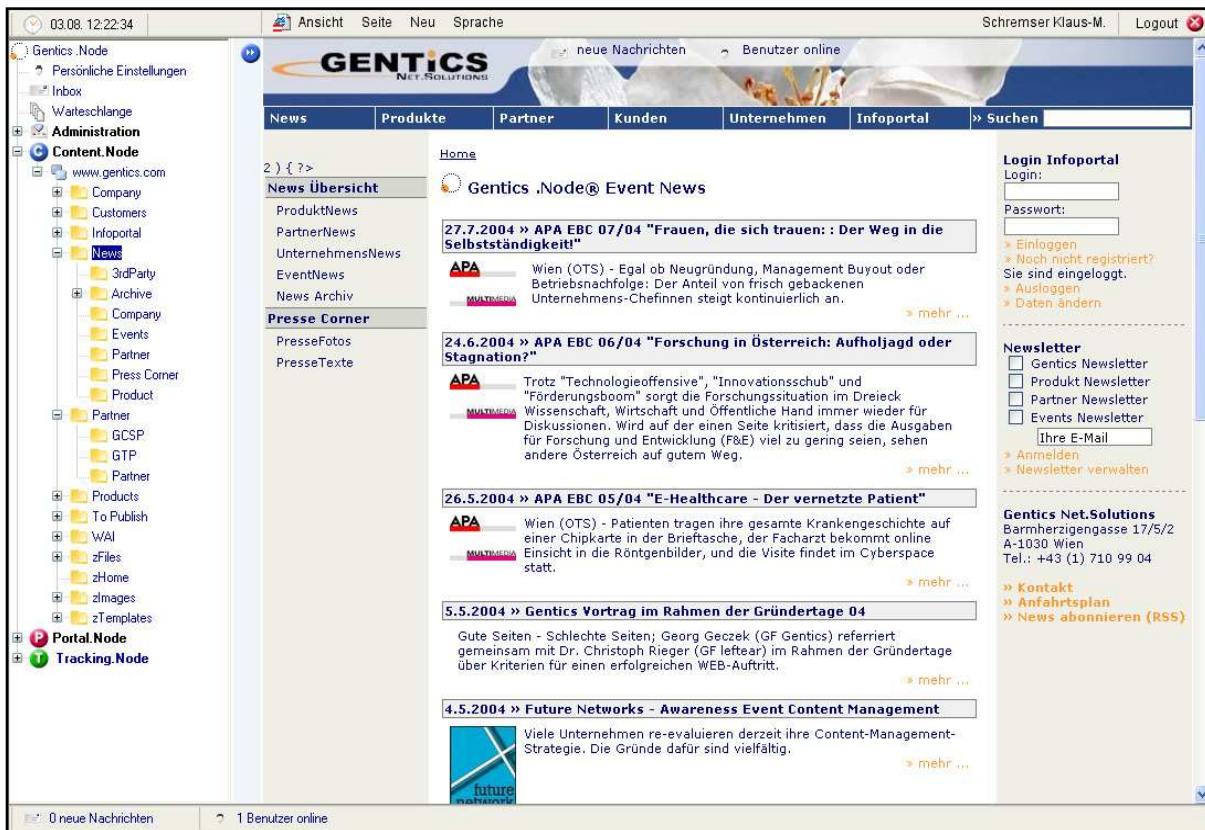 03.08. 12:22:34
Ansicht Seite Neu Sprache
Schremser Klaus-M. Logout
Gentics .Node
Persönliche Einstellungen
Inbox
Warteschlange
Administration
Content.Node
www.gentics.com
Company
Customers
Infoportal
News
3rdParty
Archive
Company
Events
Partner
Press Corner
Product
Partner
GCSP
GTP
Partner
Products
To Publish
WAI
zFiles
zHome
zImages
zTemplates
Portal.Node
Tracking.Node
GENTiCS
NET.SOLUTIONS
neue Nachrichten Benutzer online
News Produkte Partner Kunden Unternehmen Infoportal » Suchen
2 ) { ?>
News Übersicht
ProduktNews
PartnerNews
UnternehmensNews
EventNews
News Archiv
Presse Corner
PresseFotos
PresseTexte
Home
Gentics .Node® Event News
27.7.2004 » APA EBC 07/04 "Frauen, die sich trauen: : Der Weg in die
Selbstständigkeit!"
APA
MULTIMEDIA
Wien (OTS) - Egal ob Neugründung, Management Buyout oder
Betriebsnachfolge: Der Anteil von frisch gebackenen
Unternehmens-Chefinnen steigt kontinuierlich an.
» mehr ...
24.6.2004 » APA EBC 06/04 "Forschung in Österreich: Aufholjagd oder
Stagnation?"
APA
MULTIMEDIA
Trotz "Technologieoffensive", "Innovationsschub" und
"Förderungsboom" sorgt die Forschungssituation im Dreieck
Wissenschaft, Wirtschaft und Öffentliche Hand immer wieder für
Diskussionen. Wird auf der einen Seite kritisiert, dass die Ausgaben
für Forschung und Entwicklung (F&E) viel zu gering seien, sehen
andere Österreich auf gutem Weg.
» mehr ...
26.5.2004 » APA EBC 05/04 "E-Healthcare - Der vernetzte Patient"
APA
MULTIMEDIA
Wien (OTS) - Patienten tragen ihre gesamte Krankengeschichte auf
einer Chipkarte in der Brieftasche, der Facharzt bekommt online
Einsicht in die Röntgenbilder, und die Visite findet im Cyberspace
statt.
» mehr ...
5.5.2004 » Gentics Vortrag im Rahmen der Gründertage 04
Gute Seiten - Schlechte Seiten; Georg Geczek (GF Gentics) referriert
gemeinsam mit Dr. Christoph Rieger (GF leftear) im Rahmen der Gründertage
über Kriterien für einen erfolgreichen WEB-Auftritt.
» mehr ...
4.5.2004 » Future Networks - Awareness Event Content Management
future
network
Viele Unternehmen re-evaluieren derzeit ihre Content-Management-
Strategie. Die Gründe dafür sind vielfältig.
» mehr ...
Login Infoportal
Login:
Passwort:
» Einloggen
» Noch nicht registriert?
Sie sind eingeloggt.
» Ausloggen
» Daten ändern
Newsletter
Gentics Newsletter
Produkt Newsletter
Partner Newsletter
Events Newsletter
Ihre E-Mail
» Anmelden
» Newsletter verwalten
Gentics Net.Solutions
Barmherzigengasse 17/5/2
A-1030 Wien
Tel.: +43 (1) 710 99 04
» Kontakt
» Anfahrtsplan
» News abonnieren (RSS)
0 neue Nachrichten 1 Benutzer online